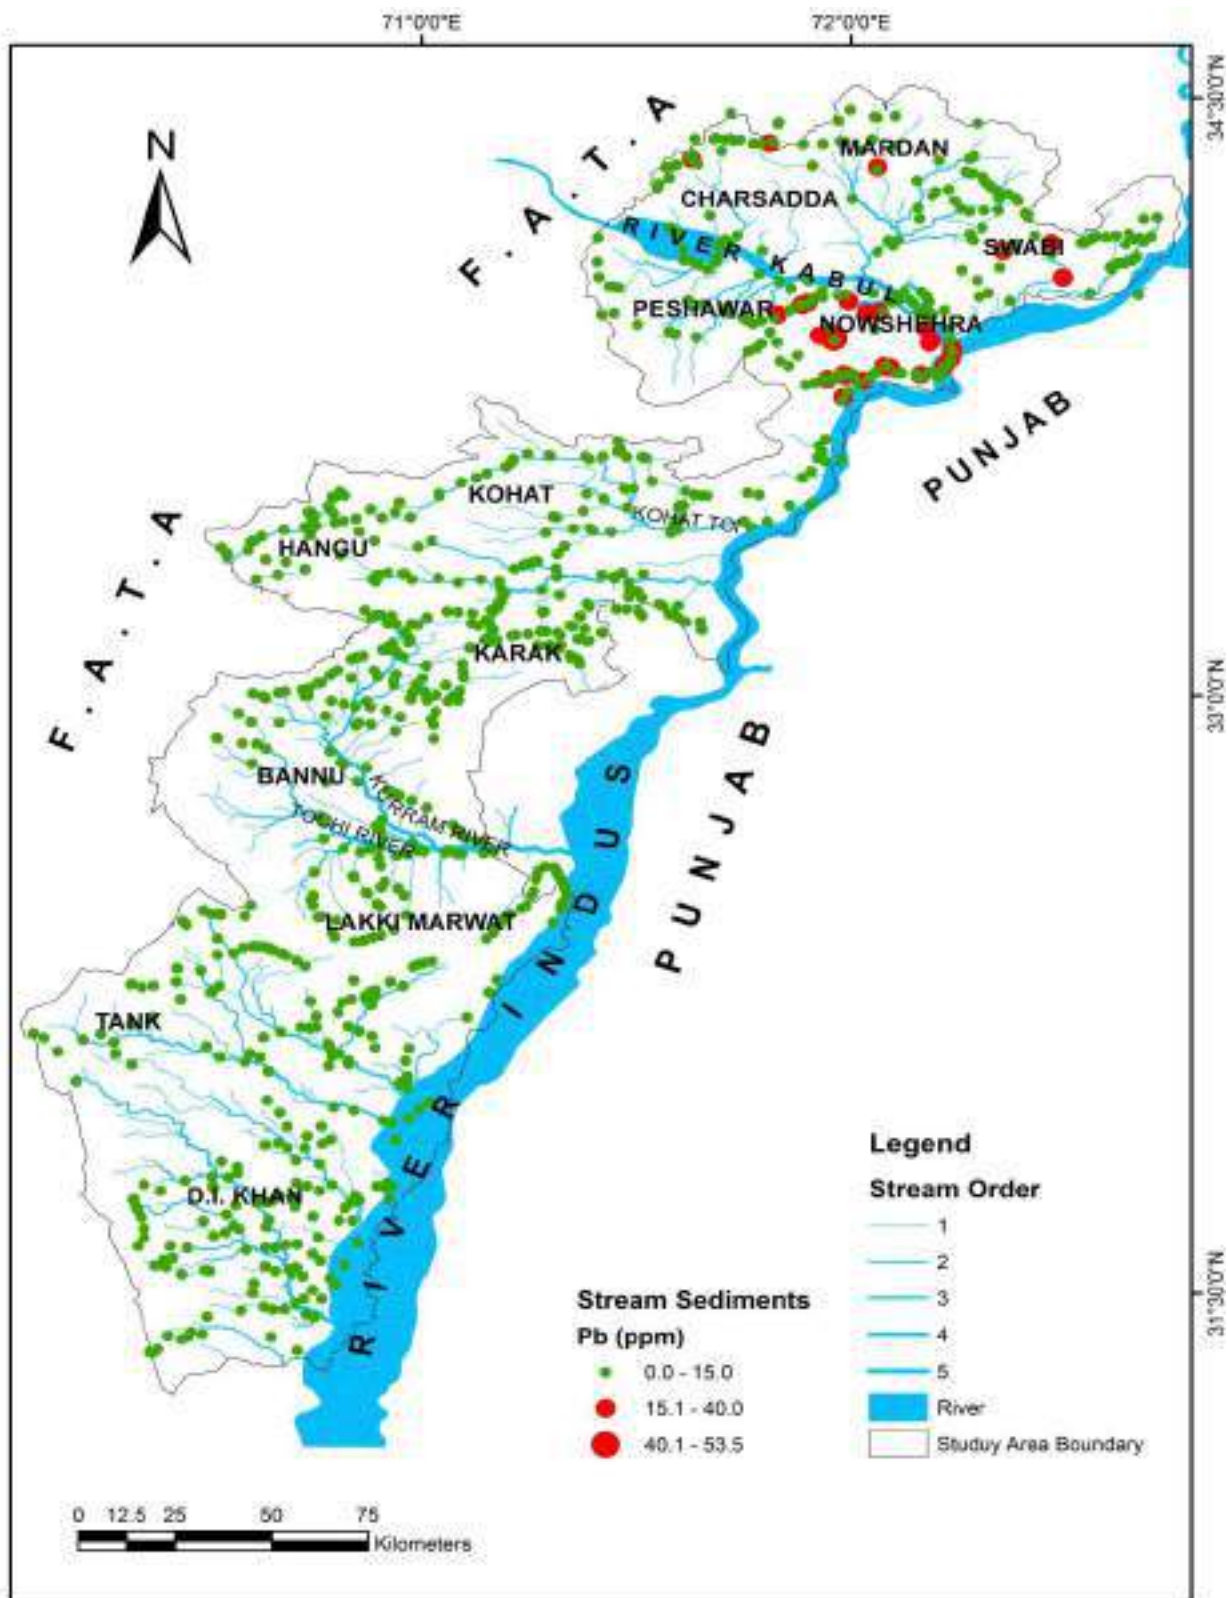 71°0'0"E
72°0'0"E
34°30'0"N
33°0'0"N
31°30'0"N
N
F . A . T . A
MARDAN
CHARSADDA
SWABI
RIVER KABUL
PESHAWAR
NOWSHEHRA
PUNJAB
KOHAT
KOHAT TOI
HANGU
F . A . T . A
KARAK
BANNU
KURRAM RIVER
TOCHI RIVER
PUNJAB
LAKKI MARWAT
TANK
RIVER INDUS
D.I. KHAN
Legend
Stream Order
1
2
3
4
5
River
Studuy Area Boundary
Stream Sediments
Pb (ppm)
0.0 - 15.0
15.1 - 40.0
40.1 - 53.5
0 12.5 25 50 75
Kilometers